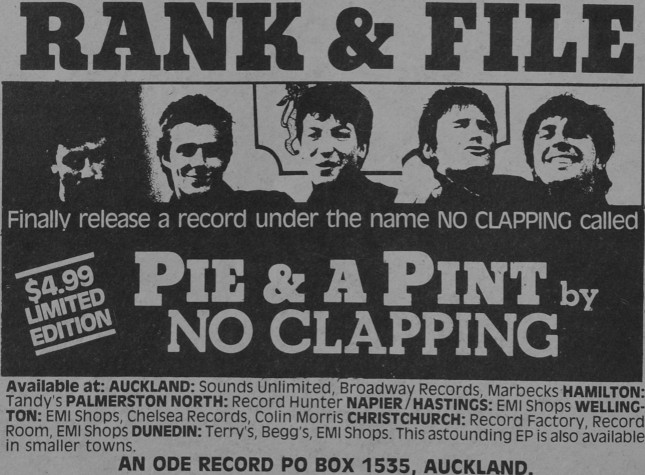 RANK & FILE
Finally release a record under the name NO CLAPPING called
$4.99
LIMITED
EDITION
PIE & A PINT by
NO CLAPPING
Available at: AUCKLAND: Sounds Unlimited, Broadway Records, Marbecks HAMILTON:
Tandy's PALMERSTON NORTH: Record Hunter NAPIER/HASTINGS: EMI Shops WELLING-
TON: EMI Shops, Chelsea Records, Colin Morris CHRISTCHURCH: Record Factory, Record
Room, EMI Shops DUNEDIN: Terry's, Begg's, EMI Shops. This astounding EP is also available
in smaller towns.
AN ODE RECORD PO BOX 1535, AUCKLAND.